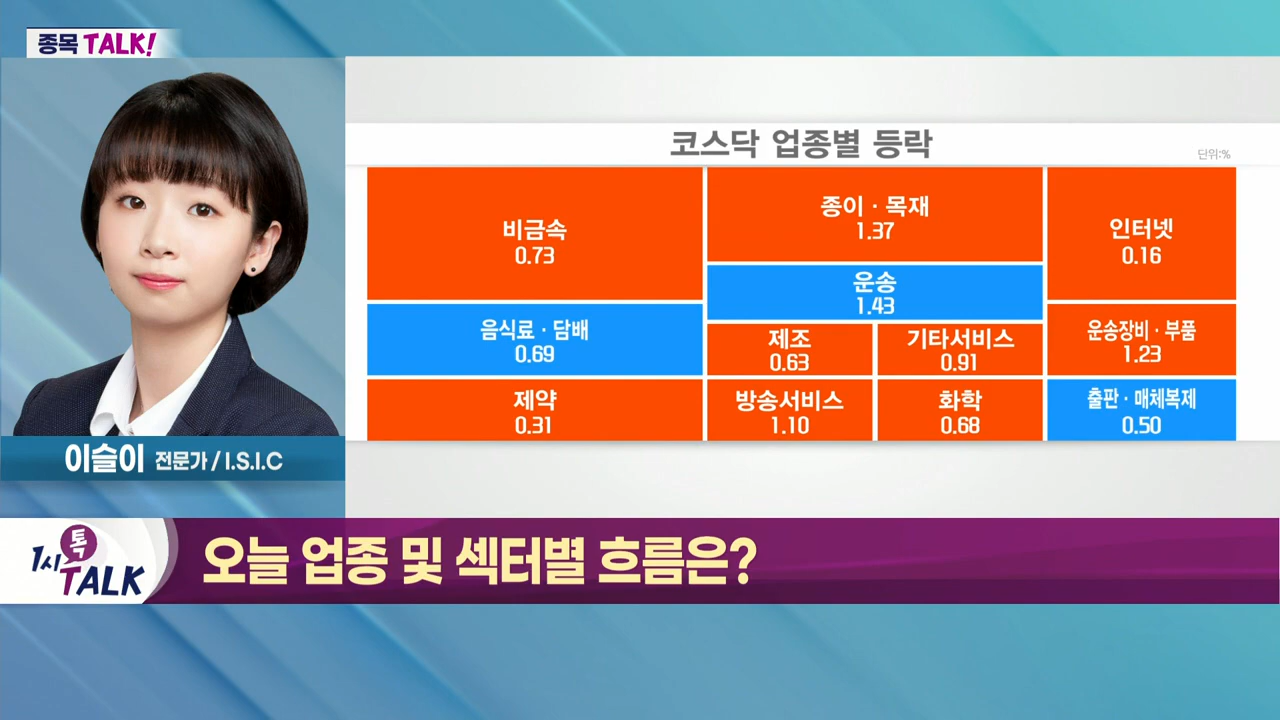 종목 TALK!
코스닥 업종별 등락
단위:%
비금속
0.73
종이 · 목재
1.37
인터넷
0.16
운송
1.43
음식료 · 담배
0.69
제조
0.63
기타서비스
0.91
운송장비 · 부품
1.23
제약
0.31
방송서비스
1.10
화학
0.68
출판 · 매체복제
0.50
이슬이 전문가 / I.S.I.C
1시 톡 TALK
오늘 업종 및 섹터별 흐름은?